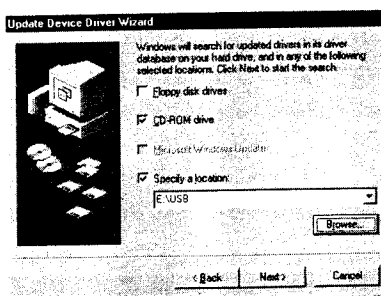 Update Device Driver Wizard
Windows will search for updated drivers in its driver
database on your hard drive, and in any of the following
selected locations. Click Next to start the search.
Floppy disk drives
CD-ROM drive
Microsoft Windows Update
Specify a location:
E:\USB
Browse...
< Back
Next >
Cancel